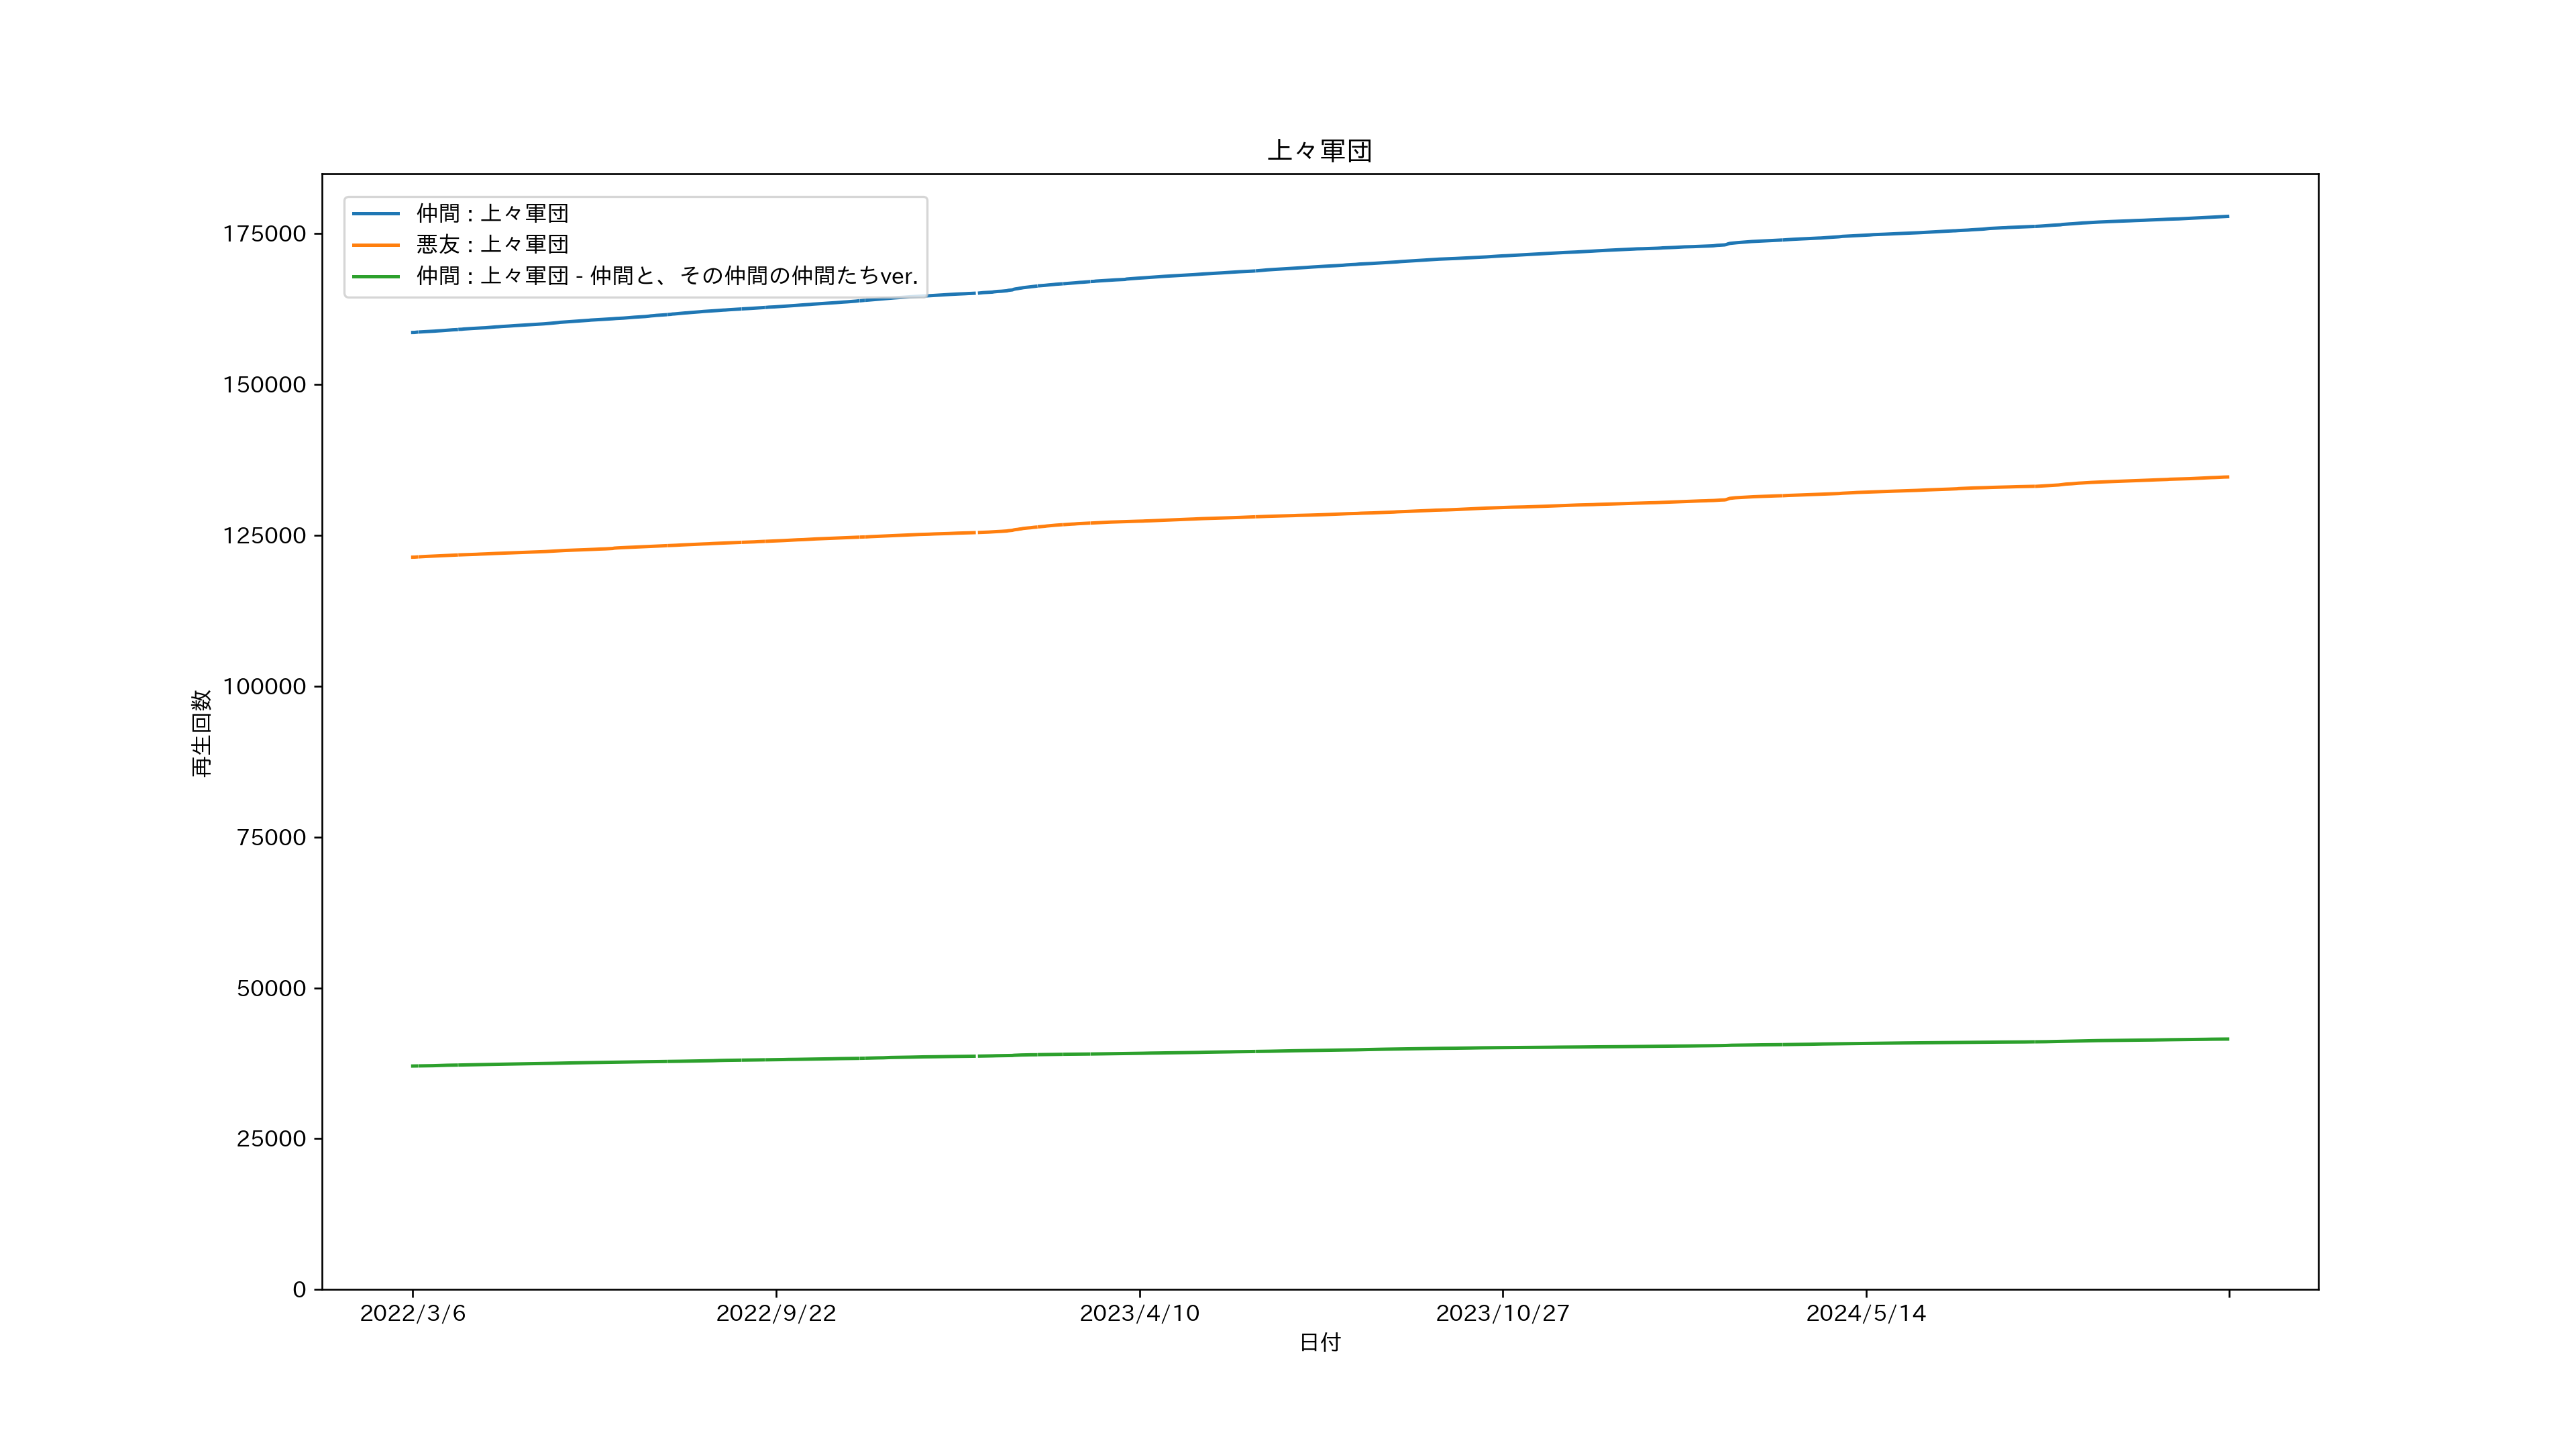 上々軍団
仲間 : 上々軍団
悪友 : 上々軍団
仲間 : 上々軍団 - 仲間と、その仲間の仲間たちver.
175000
150000
125000
100000
75000
50000
25000
0
再生回数
2022/3/6
2022/9/22
2023/4/10
2023/10/27
2024/5/14
日付